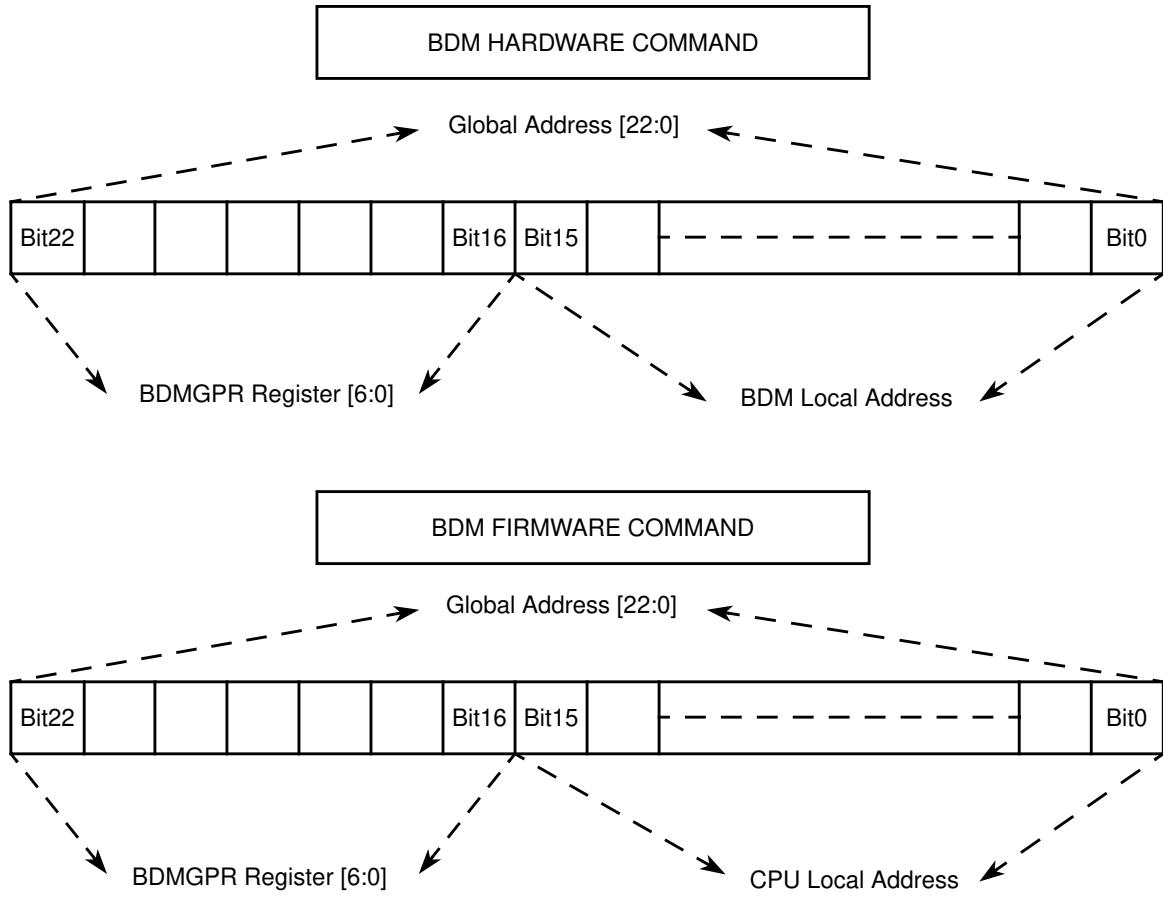 BDM HARDWARE COMMAND
Global Address [22:0]
Bit22 Bit16 Bit15 Bit0
BDMGPR Register [6:0] BDM Local Address
BDM FIRMWARE COMMAND
Global Address [22:0]
Bit22 Bit16 Bit15 Bit0
BDMGPR Register [6:0] CPU Local Address